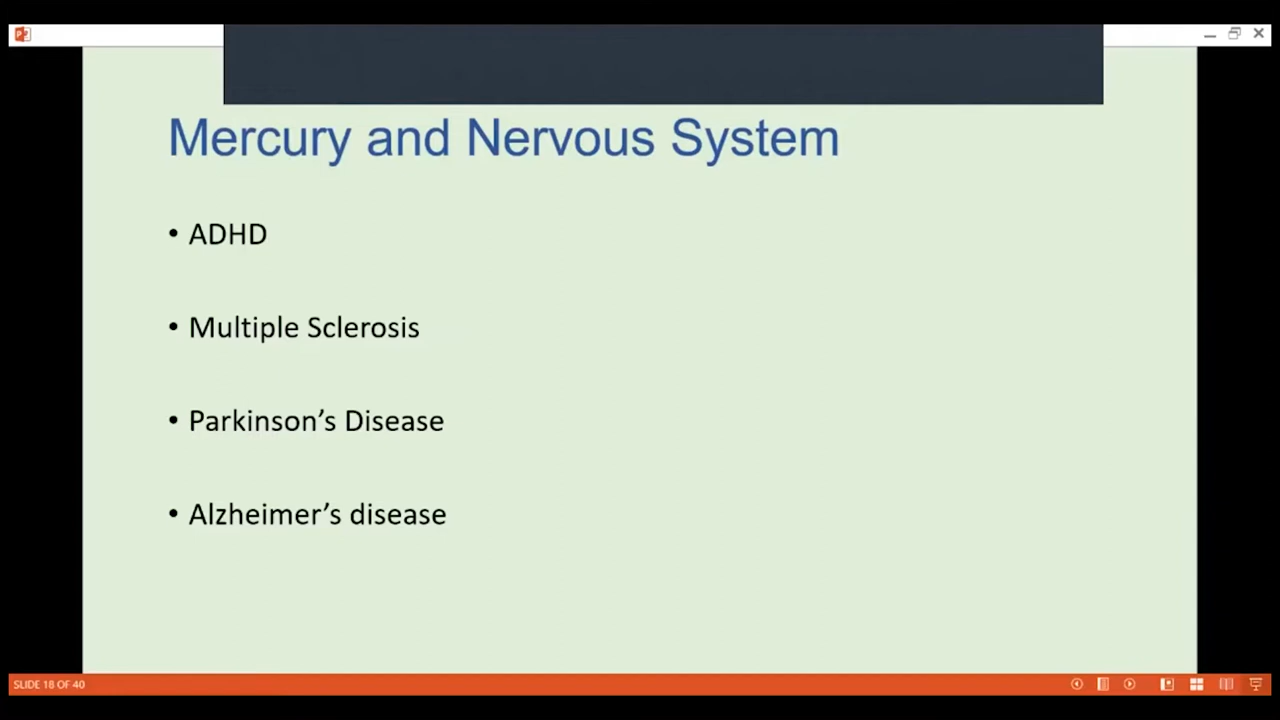 Mercury and Nervous System
• ADHD
• Multiple Sclerosis
• Parkinson’s Disease
• Alzheimer’s disease
SLIDE 18 OF 40